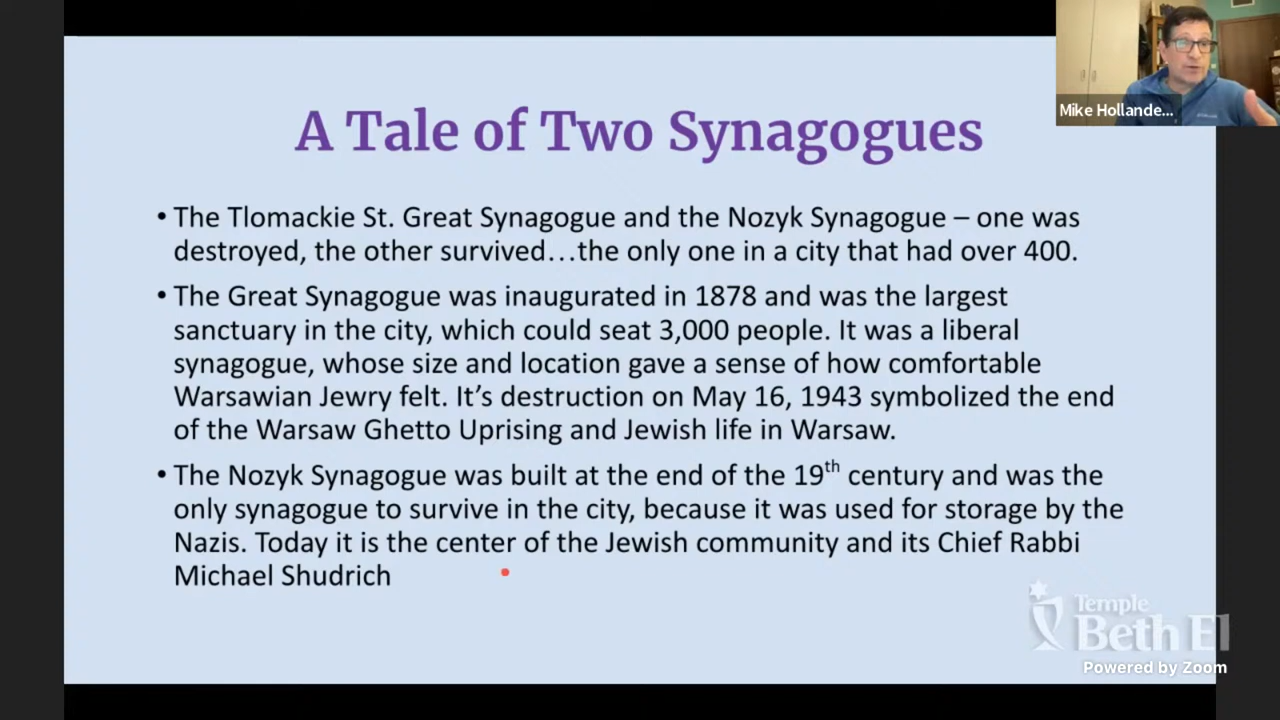 Mike Hollande...
A Tale of Two Synagogues
• The Tlomackie St. Great Synagogue and the Nozyk Synagogue – one was
destroyed, the other survived…the only one in a city that had over 400.
• The Great Synagogue was inaugurated in 1878 and was the largest
sanctuary in the city, which could seat 3,000 people. It was a liberal
synagogue, whose size and location gave a sense of how comfortable
Warsawian Jewry felt. It’s destruction on May 16, 1943 symbolized the end
of the Warsaw Ghetto Uprising and Jewish life in Warsaw.
• The Nozyk Synagogue was built at the end of the 19th century and was the
only synagogue to survive in the city, because it was used for storage by the
Nazis. Today it is the center of the Jewish community and its Chief Rabbi
Michael Shudrich
Temple
Beth El
Powered by Zoom